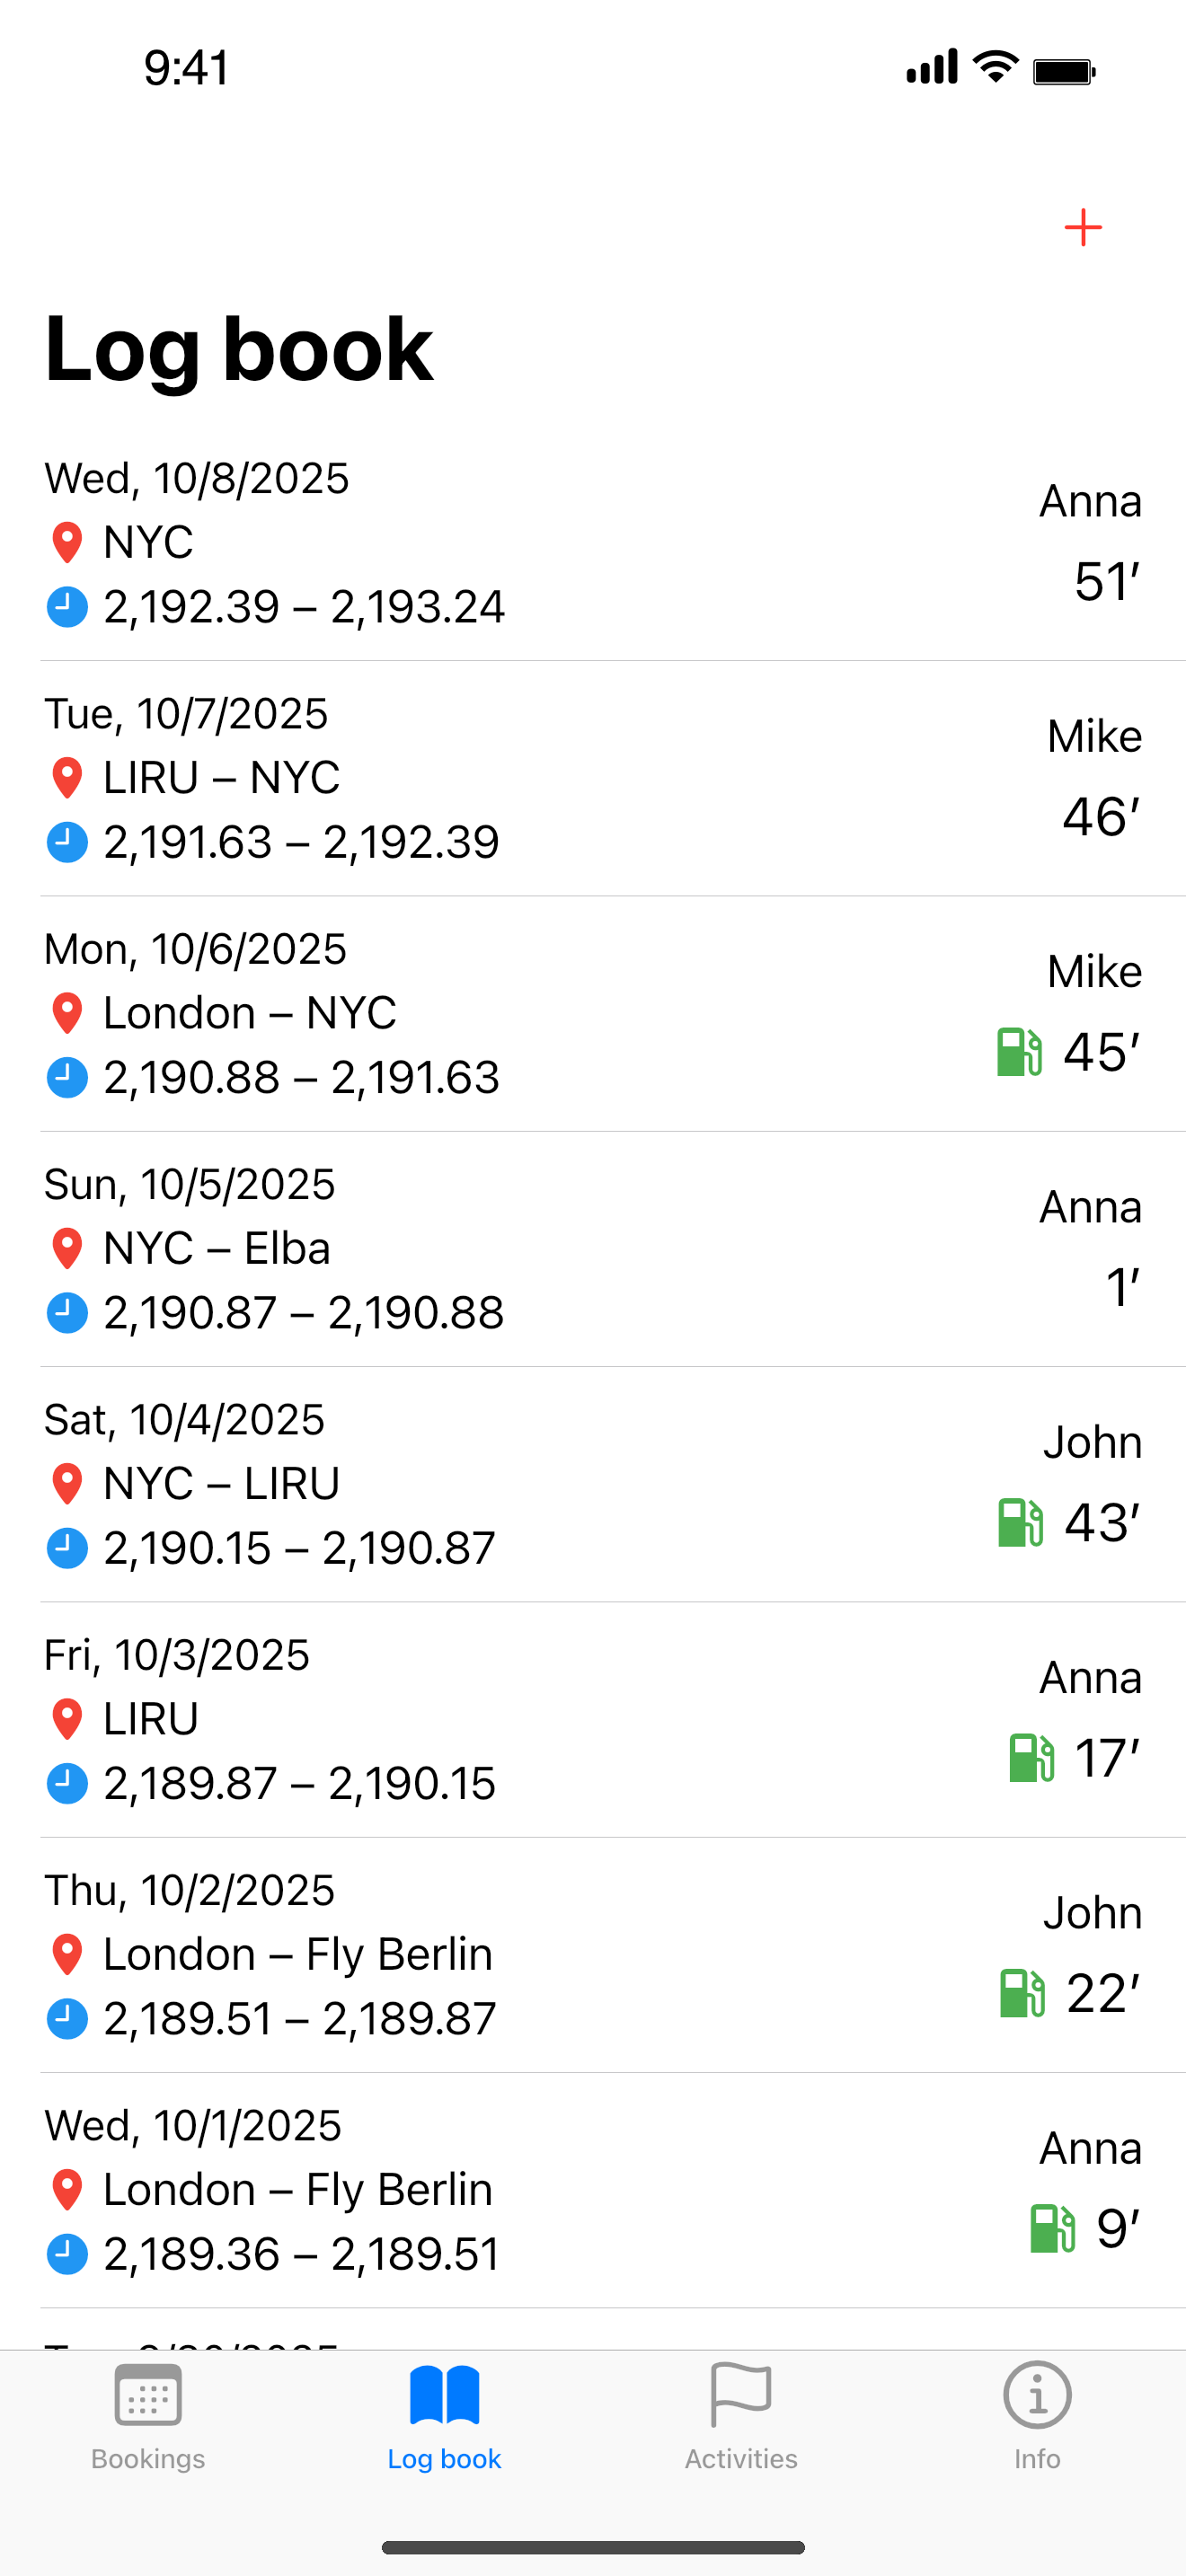 9:41
Log book
Wed, 10/8/2025
NYC
2,192.39 – 2,193.24
Anna
51′
Tue, 10/7/2025
LIRU – NYC
2,191.63 – 2,192.39
Mike
46′
Mon, 10/6/2025
London – NYC
2,190.88 – 2,191.63
Mike
45′
Sun, 10/5/2025
NYC – Elba
2,190.87 – 2,190.88
Anna
1′
Sat, 10/4/2025
NYC – LIRU
2,190.15 – 2,190.87
John
43′
Fri, 10/3/2025
LIRU
2,189.87 – 2,190.15
Anna
17′
Thu, 10/2/2025
London – Fly Berlin
2,189.51 – 2,189.87
John
22′
Wed, 10/1/2025
London – Fly Berlin
2,189.36 – 2,189.51
Anna
9′
Bookings
Log book
Activities
Info